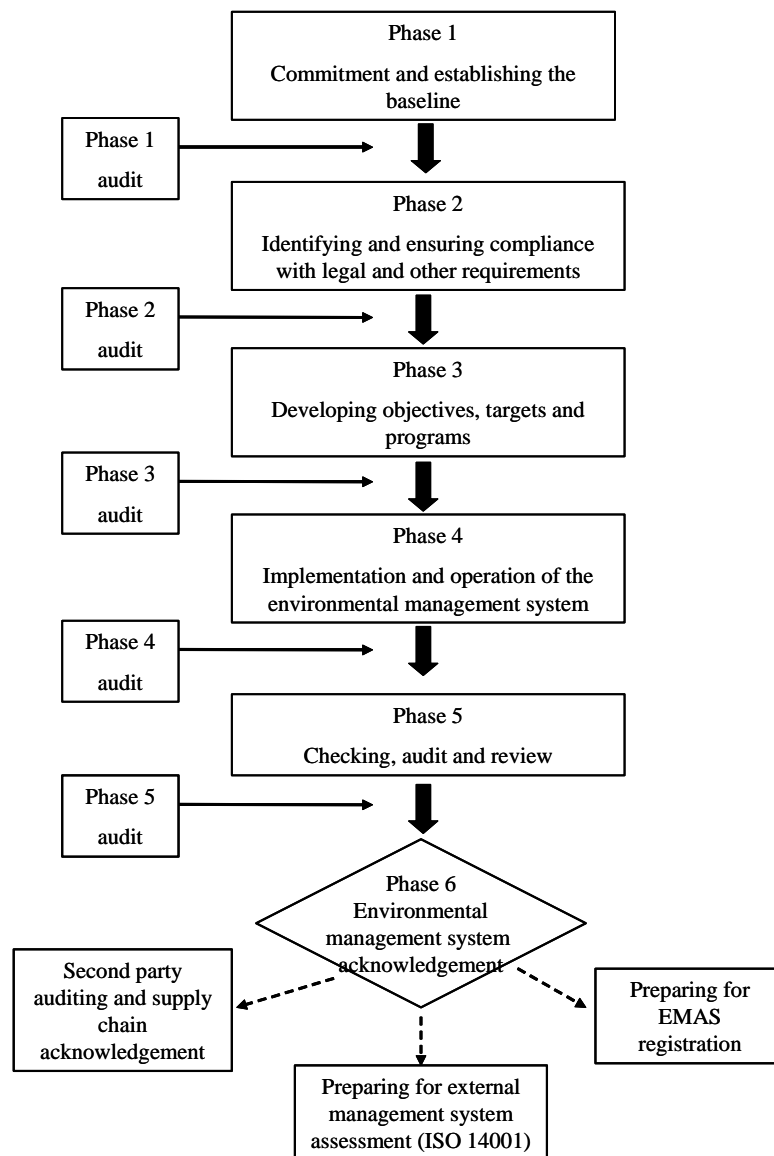 Phase 1
Commitment and establishing the
baseline
Phase 1
audit
Phase 2
Identifying and ensuring compliance
with legal and other requirements
Phase 2
audit
Phase 3
Developing objectives, targets and
programs
Phase 3
audit
Phase 4
Implementation and operation of the
environmental management system
Phase 4
audit
Phase 5
Checking, audit and review
Phase 5
audit
Phase 6
Environmental
management system
acknowledgement
Second party
auditing and supply
chain
acknowledgement
Preparing for external
management system
assessment (ISO 14001)
Preparing for
EMAS
registration